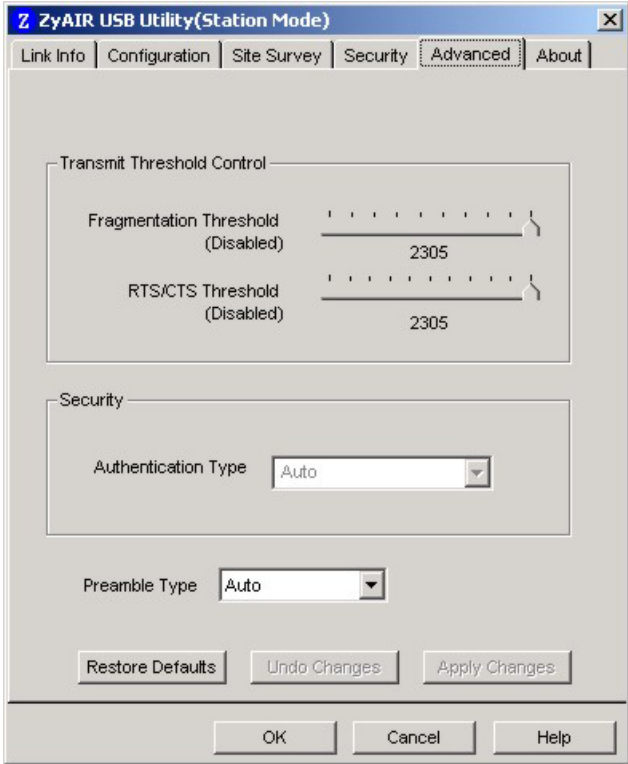 Z ZyAIR USB Utility(Station Mode)
Link Info Configuration Site Survey Security Advanced About
Transmit Threshold Control
Fragmentation Threshold
(Disabled)
2305
RTS/CTS Threshold
(Disabled)
2305
Security
Authentication Type Auto
Preamble Type Auto
Restore Defaults Undo Changes Apply Changes
OK Cancel Help